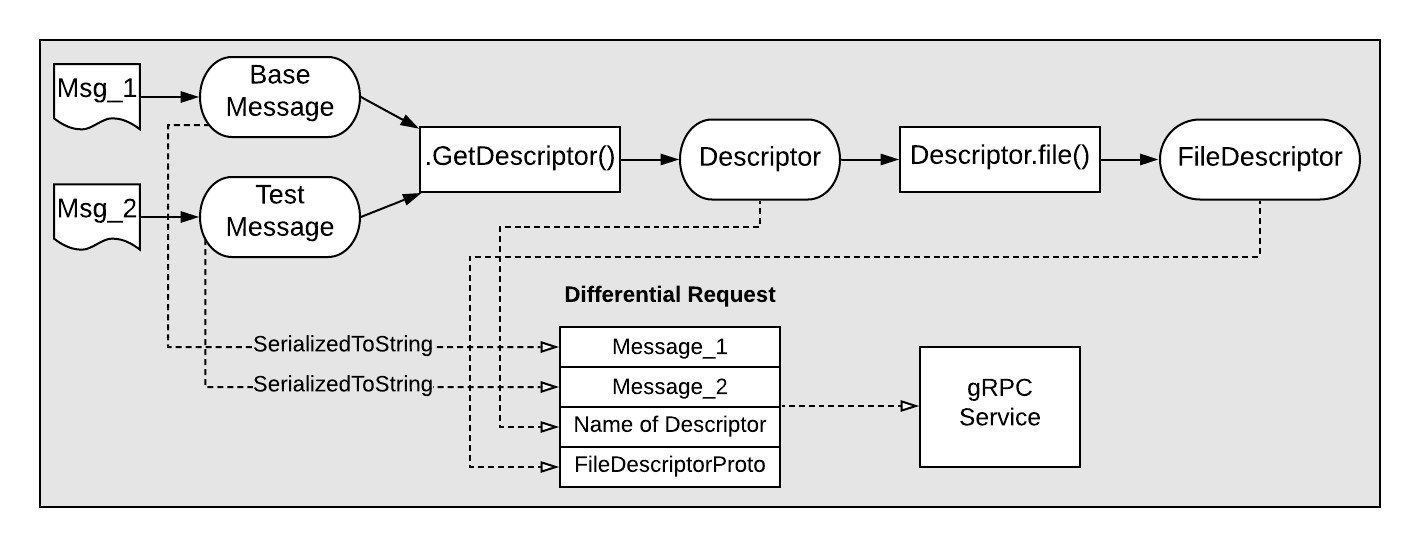 Msg_1
Base
Message
.GetDescriptor()
Descriptor
Descriptor.file()
FileDescriptor
Msg_2
Test
Message
Differential Request
SerializedToString
Message_1
SerializedToString
Message_2
Name of Descriptor
FileDescriptorProto
gRPC
Service